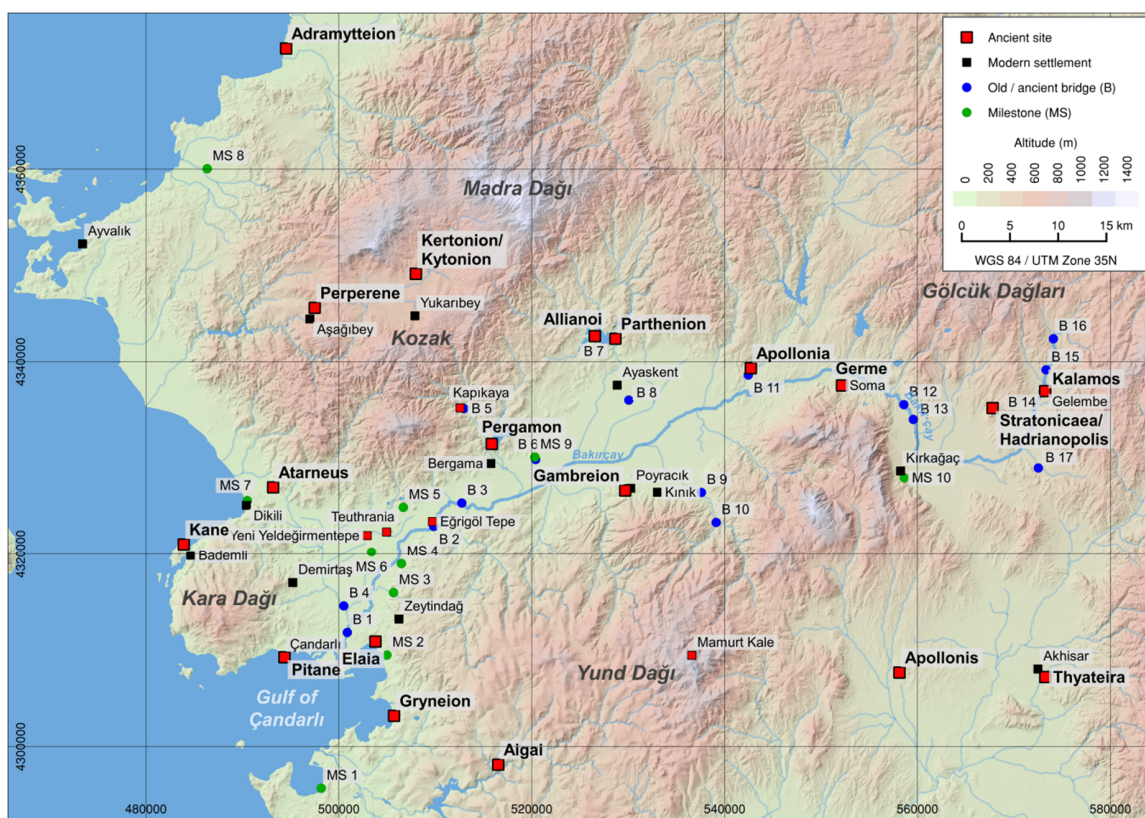 Adramytteion
Ancient site
Modern settlement
Old / ancient bridge (B)
Milestone (MS)
Altitude (m)
0
200
400
600
800
1000
1200
1400
0 5 10 15 km
WGS 84 / UTM Zone 35N
4360000
MS 8
Madra Dağı
Ayvalık
Kertonion/
Kytonion
Gölcük Dağları
Perperene
Aşağıbey
Yukarıbey
Kozak
Allianoi
Parthenion
B 7
B 16
4340000
Apollonia
B 11
B 15
Germe
Soma
Kalamos
Gelembe
Ayaskent
B 8
Kapıkaya
B 5
B 12
B 13
B 14
Stratonicaea/
Hadrianopolis
Pergamon
B 6
MS 9
Bakırçay
Bergama
Kırkağaç
MS 10
B 17
Atarneus
Gambreion
Poyracık
Kınık
B 9
MS 7
Dikili
MS 5
B 3
Teuthrania
Eğrigöl Tepe
B 10
Kane
Yeni Yeldeğirmentepe
B 2
4320000
Bademli
MS 4
MS 6
Demirtaş
MS 3
Kara Dağı
B 4
Zeytindağ
B 1
MS 2
Çandarlı
Elaia
Pitane
Mamurt Kale
Yund Dağı
Apollonis
Akhisar
Thyateira
Gulf of
Çandarlı
Gryneion
4300000
Aigai
MS 1
480000
500000
520000
540000
560000
580000